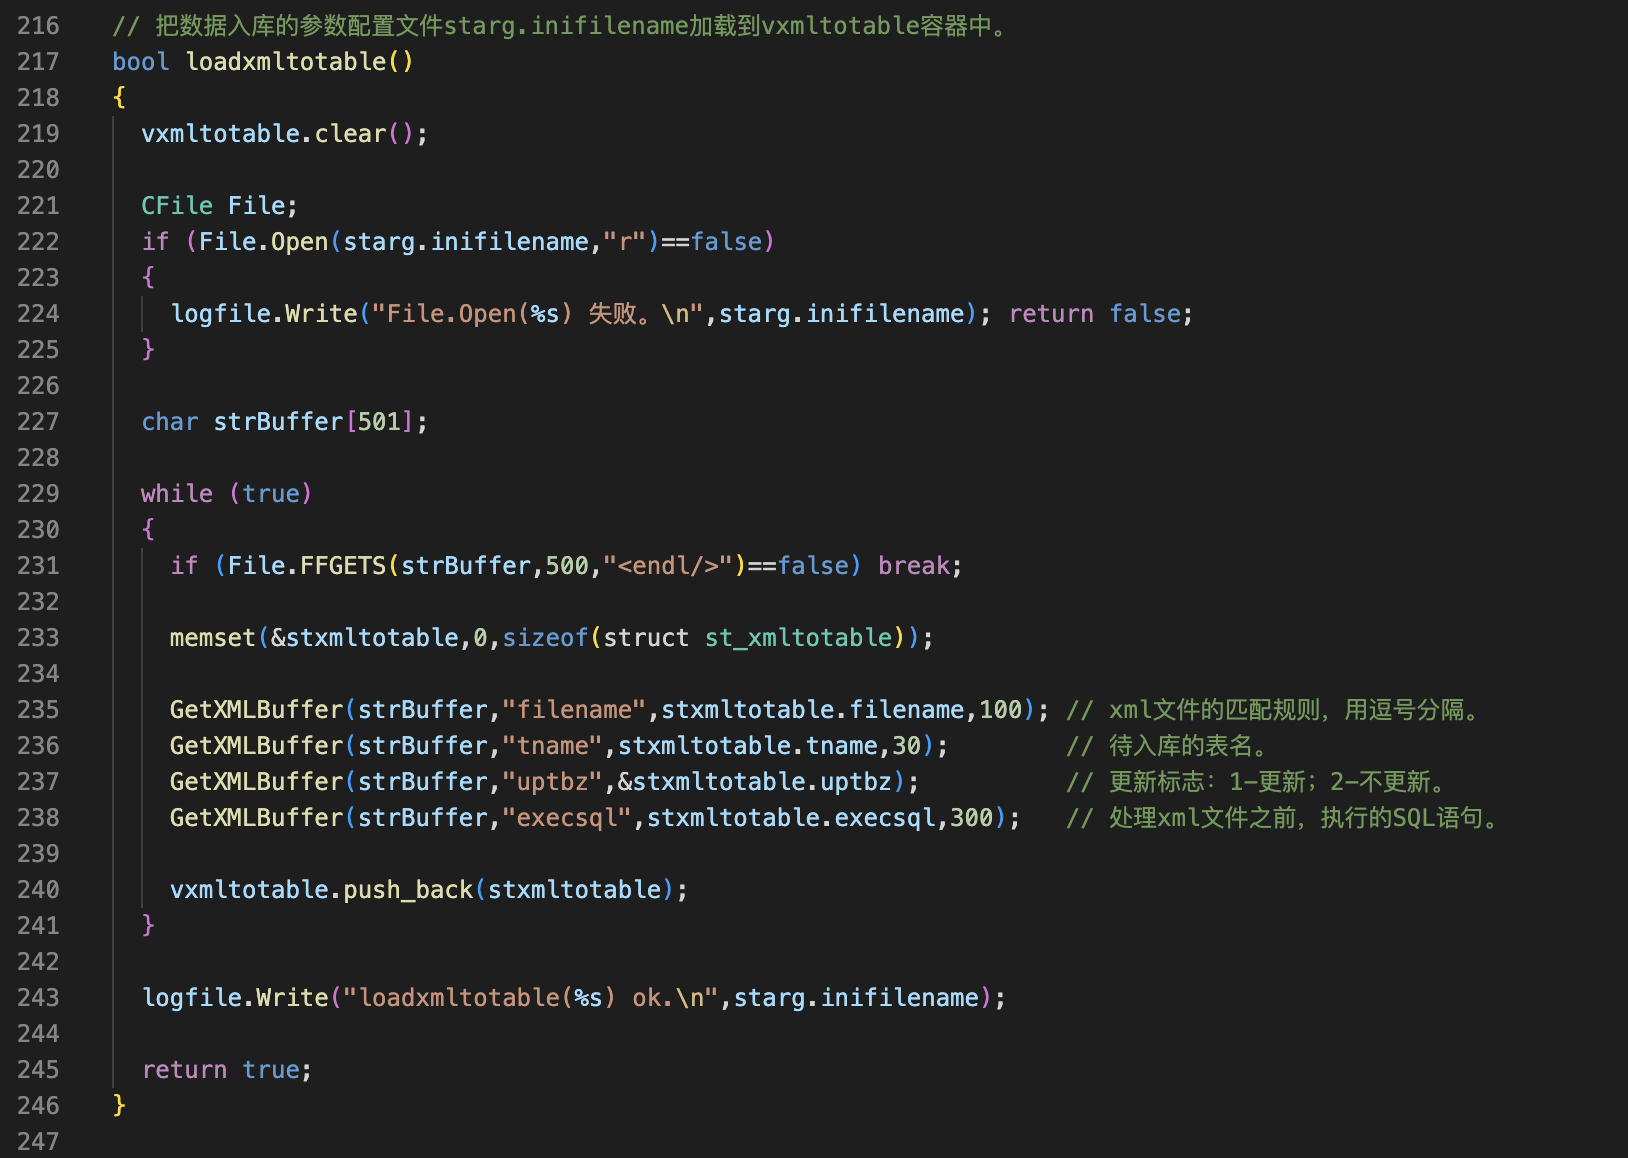 216 // 把数据入库的参数配置文件starg.inifilename加载到vxmltotable容器中。
217 bool loadxmltotable()
218 {
219   vxmltotable.clear();
220
221   CFile File;
222   if (File.Open(starg.inifilename,"r")==false)
223   {
224     logfile.Write("File.Open(%s) 失败。\n",starg.inifilename); return false;
225   }
226
227   char strBuffer[501];
228
229   while (true)
230   {
231     if (File.FFGETS(strBuffer,500,"<endl/>")==false) break;
232
233     memset(&stxmltotable,0,sizeof(struct st_xmltotable));
234
235     GetXMLBuffer(strBuffer,"filename",stxmltotable.filename,100); // xml文件的匹配规则，用逗号分隔。
236     GetXMLBuffer(strBuffer,"tname",stxmltotable.tname,30);        // 待入库的表名。
237     GetXMLBuffer(strBuffer,"uptbz",&stxmltotable.uptbz);          // 更新标志：1-更新；2-不更新。
238     GetXMLBuffer(strBuffer,"execsql",stxmltotable.execsql,300);   // 处理xml文件之前，执行的SQL语句。
239
240     vxmltotable.push_back(stxmltotable);
241   }
242
243   logfile.Write("loadxmltotable(%s) ok.\n",starg.inifilename);
244
245   return true;
246 }
247